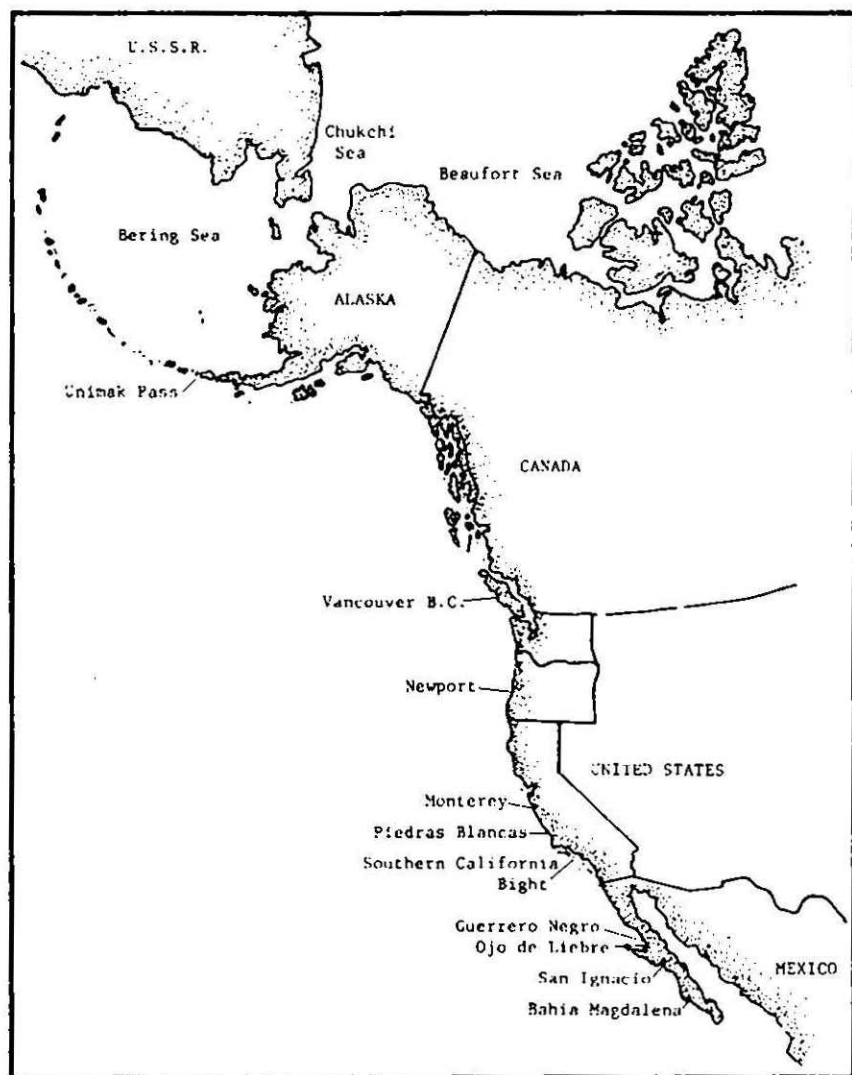 U.S.S.R.
Chukchi
Sea
Beaufort Sea
Bering Sea
ALASKA
Unimak Pass
CANADA
Vancouver B.C.
Newport
UNITED STATES
Monterey
Piedras Blancas
Southern California
Bight
Guerrero Negro
Ojo de Liebre
San Ignacio
MEXICO
Bahia Magdalena